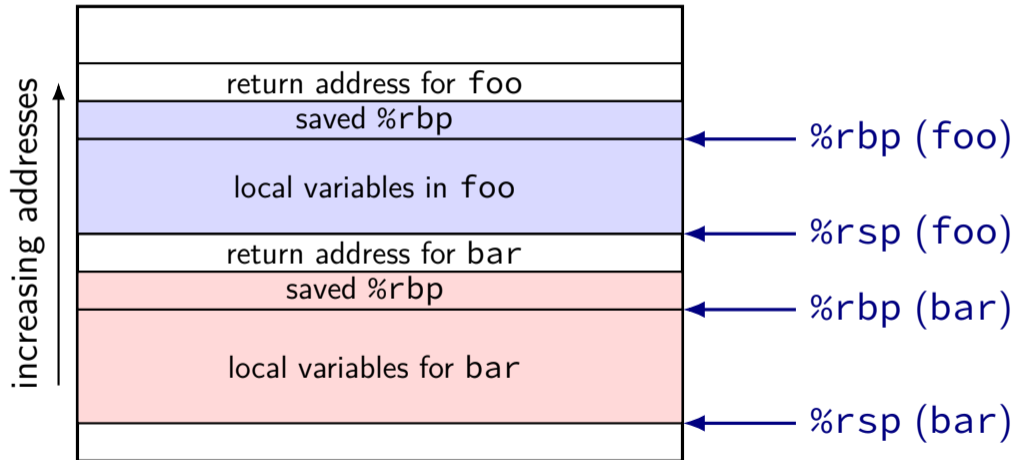 increasing addresses
return address for foo
saved %rbp
%rbp (foo)
local variables in foo
%rsp (foo)
return address for bar
saved %rbp
%rbp (bar)
local variables for bar
%rsp (bar)